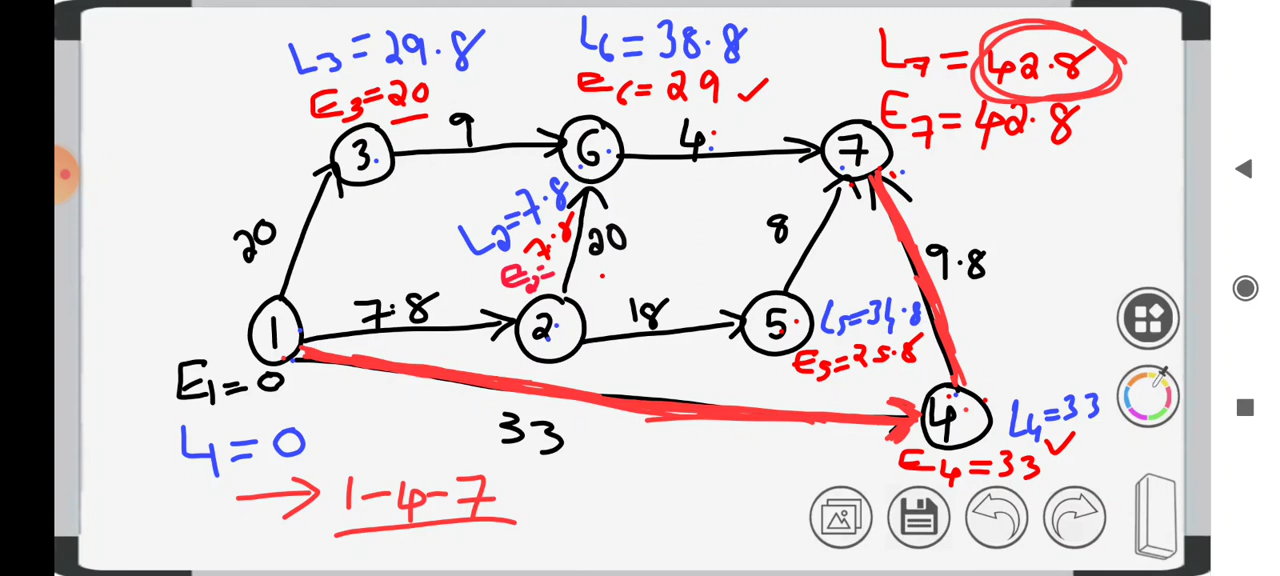 L3 = 29.8
E3 = 20
L6 = 38.8
E6 = 29 ✓
L7 = 42.8
E7 = 42.8
3
9
6
4
7
20
L2 = 7.8
E2 = 7.8
20
8
9.8
1
7.8
2
18
5
L5 = 34.8
E5 = 25.8
E1 = 0
33
4
L4 = 33
E4 = 33 ✓
L1 = 0
→ 1-4-7